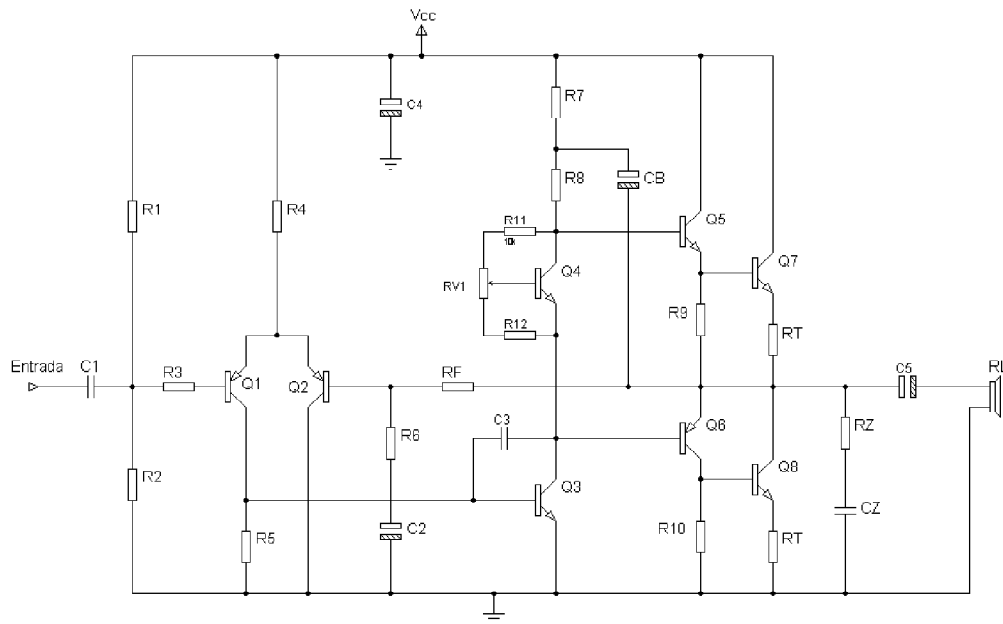 Vcc
C4
R7
R8
CB
R1
R4
R11
10k
Q5
Q4
Q7
RV1
R9
RT
R12
Entrada
C1
R3
Q1
Q2
RF
C5
RL
C3
Q6
R6
RZ
R2
Q3
Q8
R5
C2
R10
RT
CZ